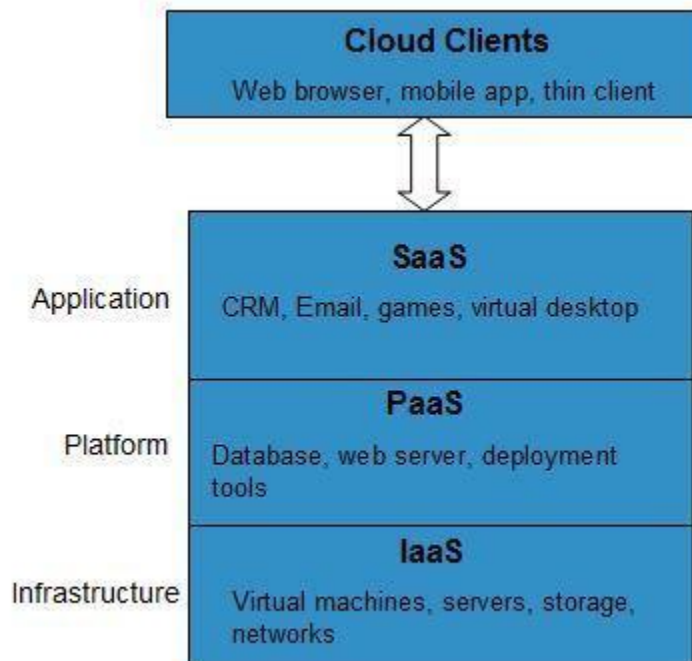 Cloud Clients
Web browser, mobile app, thin client
SaaS
Application
CRM, Email, games, virtual desktop
PaaS
Platform
Database, web server, deployment
tools
IaaS
Infrastructure
Virtual machines, servers, storage,
networks